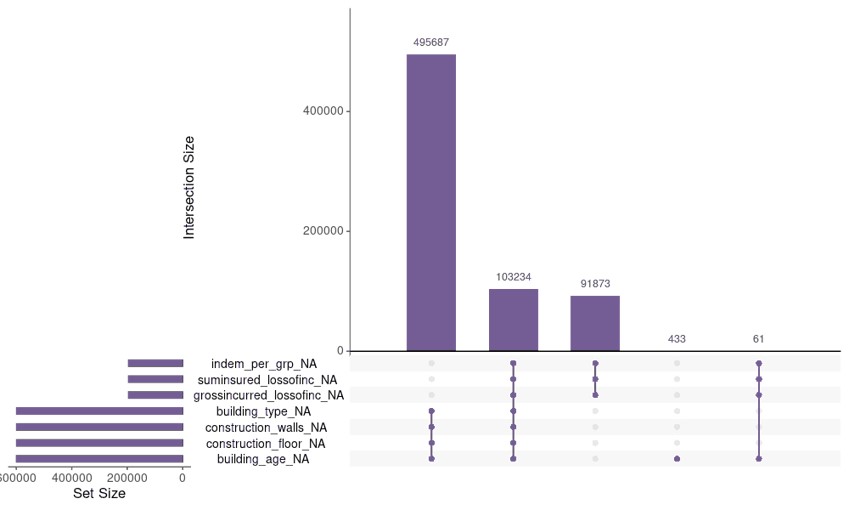 495687
400000
Intersection Size
103234
91873
200000
433
61
0
indem_per_grp_NA
suminsured_lossofinc_NA
grossincurred_lossofinc_NA
building_type_NA
construction_walls_NA
construction_floor_NA
building_age_NA
400000 200000 0
Set Size